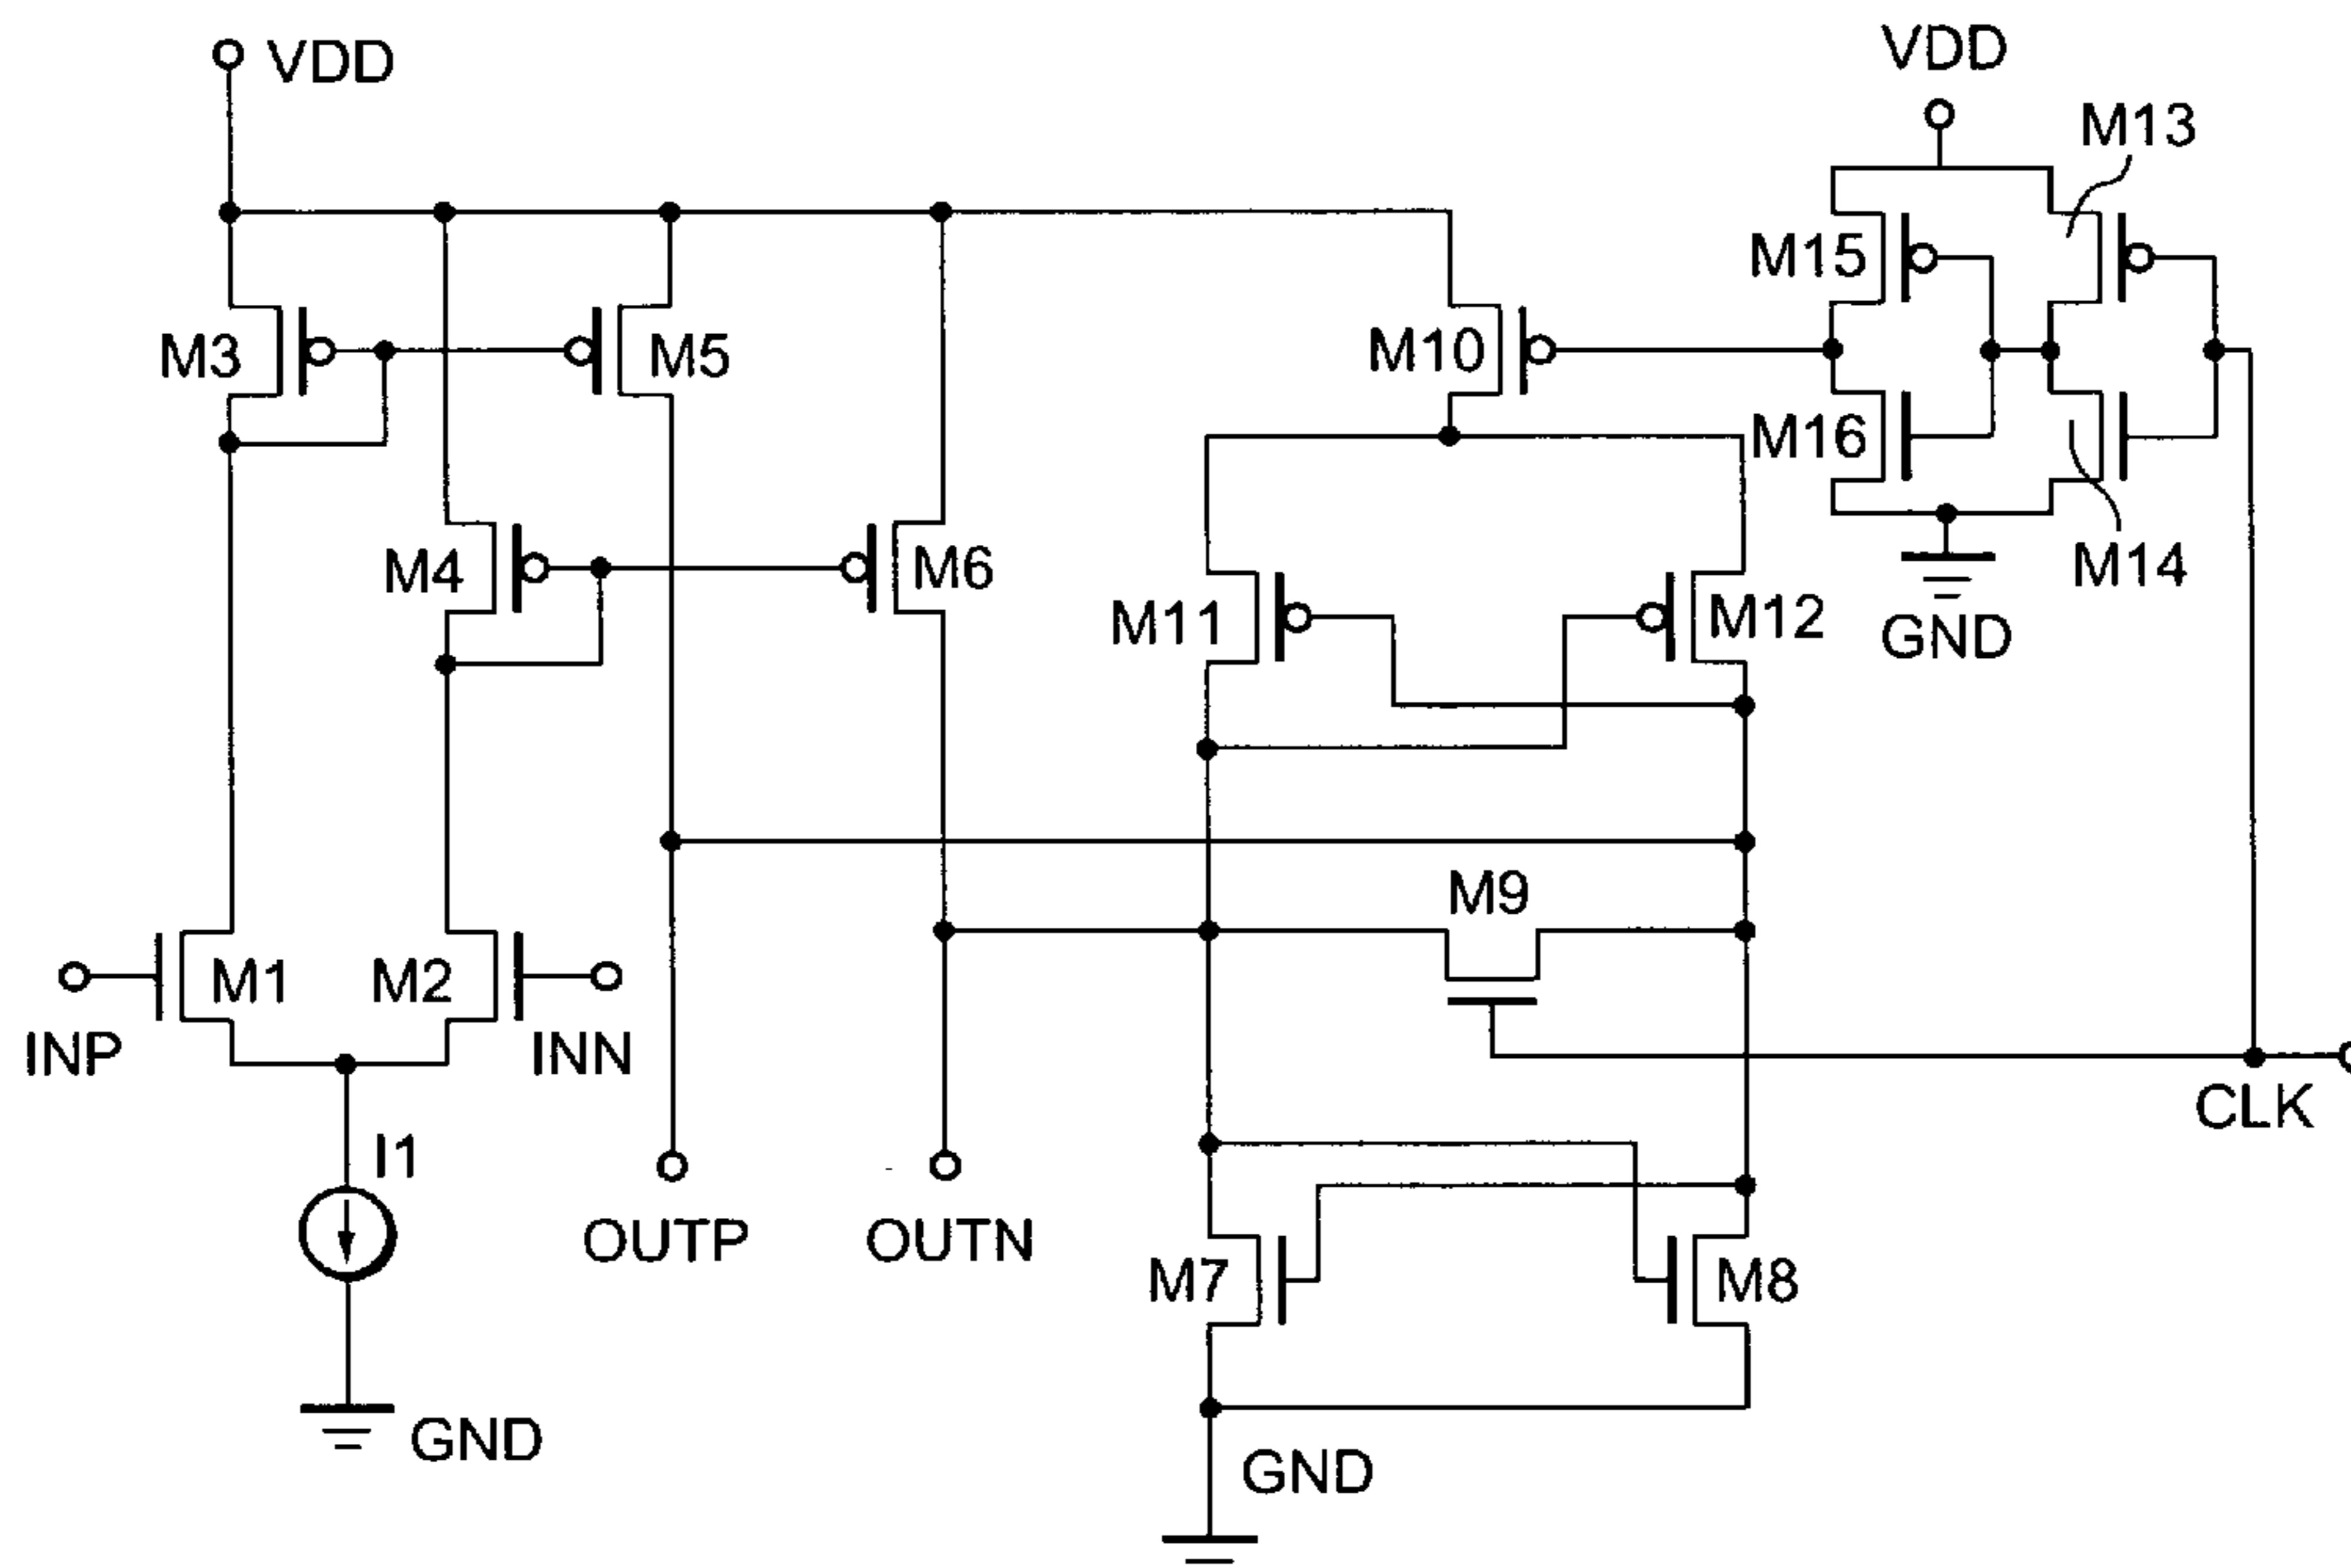 VDD
VDD
M13
M15
M3
M5
M10
M16
M4
M6
M14
M11
M12
GND
M9
M1
M2
INP
INN
CLK
I1
OUTP
OUTN
M7
M8
GND
GND